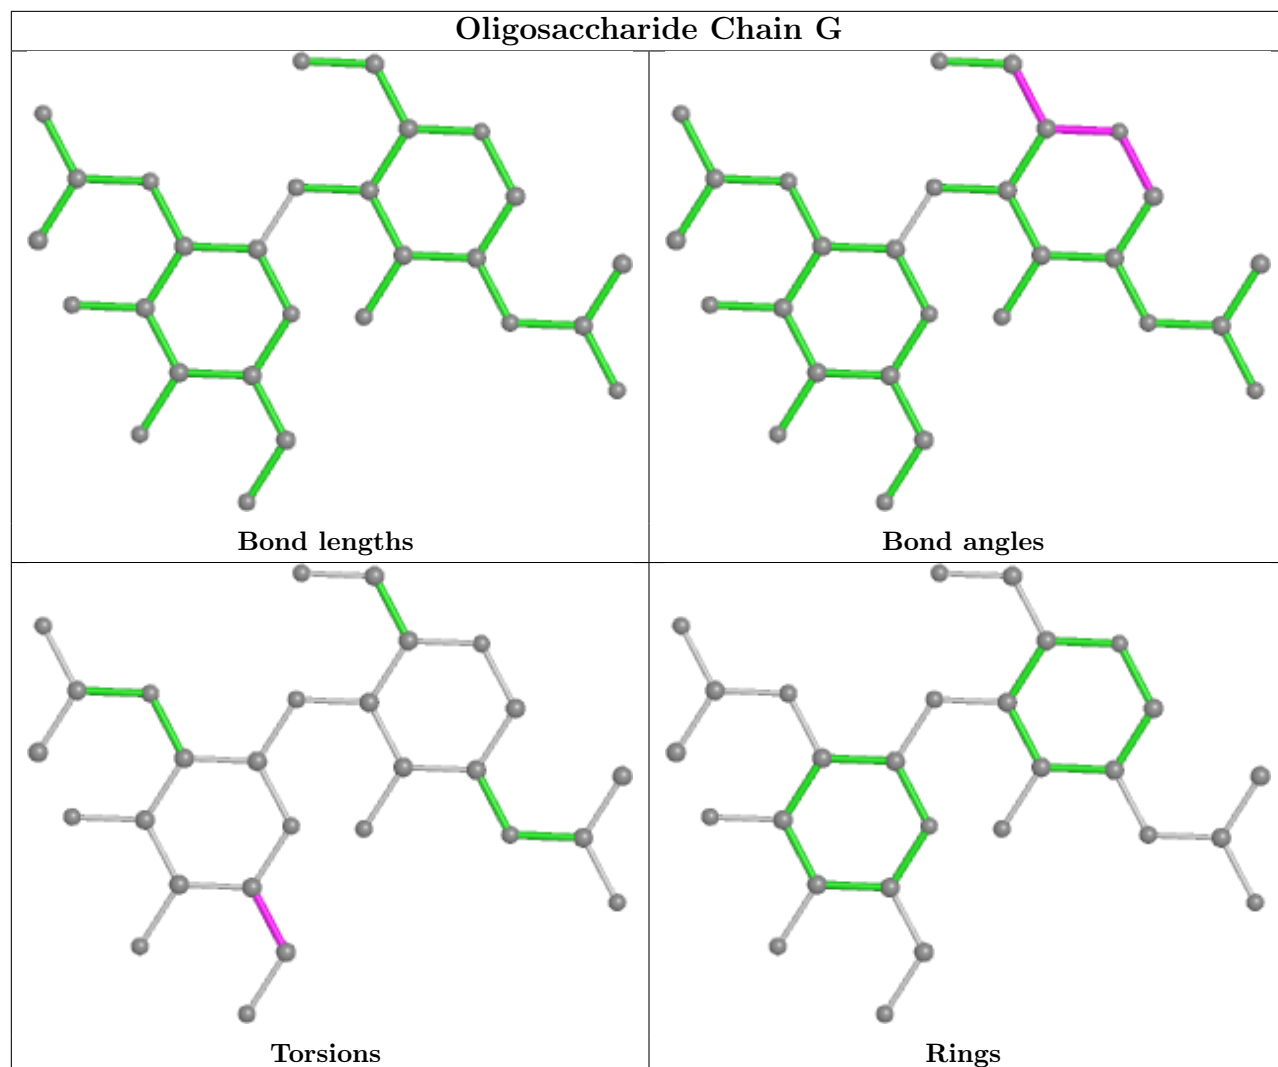 Oligosaccharide Chain G
Bond lengths
Bond angles
Torsions
Rings